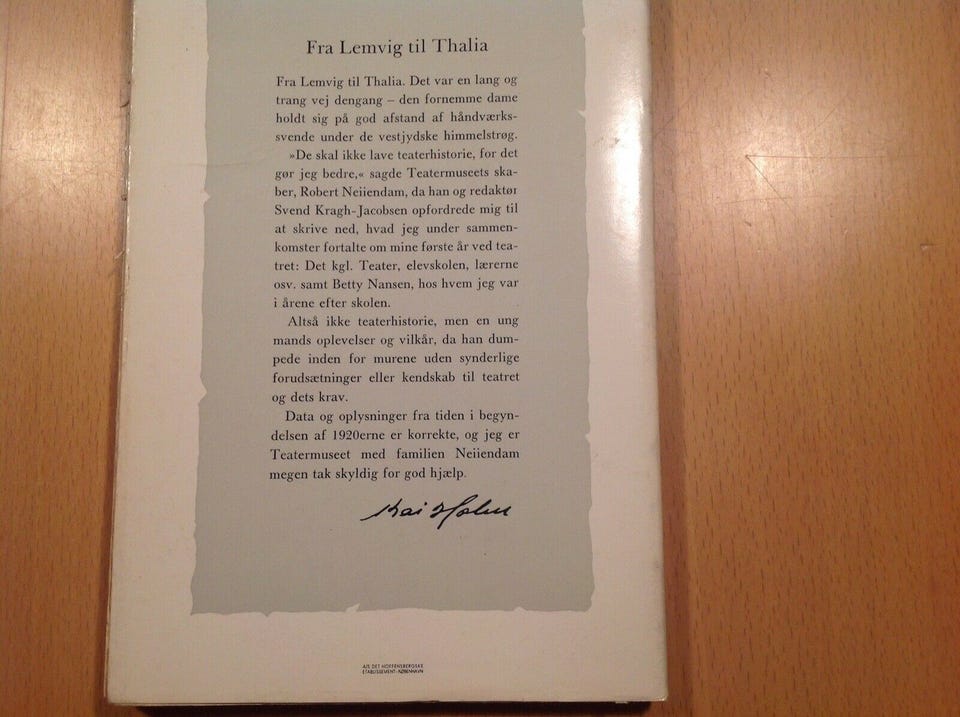 Fra Lemvig til Thalia
Fra Lemvig til Thalia. Det var en lang og
trang vej dengang – den fornemme dame
holdt sig på god afstand af håndværks-
svende under de vestjydske himmelstrøg.
»De skal ikke lave teaterhistorie, for det
gør jeg bedre,« sagde Teatermuseets ska-
ber, Robert Neiiendam, da han og redaktør
Svend Kragh-Jacobsen opfordrede mig til
at skrive ned, hvad jeg under sammen-
komster fortalte om mine første år ved tea-
tret: Det kgl. Teater, elevskolen, lærerne
osv. samt Betty Nansen, hos hvem jeg var
i årene efter skolen.
Altså ikke teaterhistorie, men en ung
mands oplevelser og vilkår, da han dum-
pede inden for murene uden synderlige
forudsætninger eller kendskab til teatret
og dets krav.
Data og oplysninger fra tiden i begyn-
delsen af 1920erne er korrekte, og jeg er
Teatermuseet med familien Neiiendam
megen tak skyldig for god hjælp.
Kai Holm
A/S DET HOFFENSBERGSKE
ETABLISSEMENT - KØBENHAVN